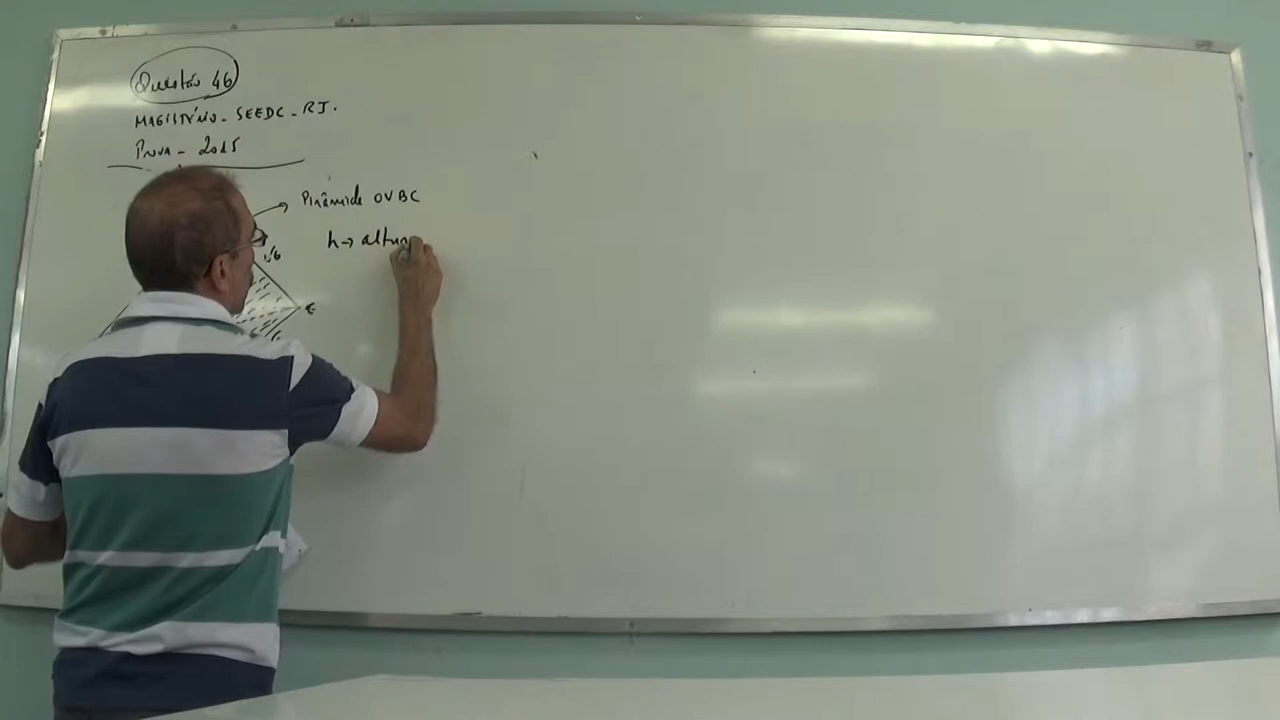 Questão 46
MAGISTÉRIO - SEEDC - RJ.
PROVA - 2015
Pirâmide OVBC
h → altura
C